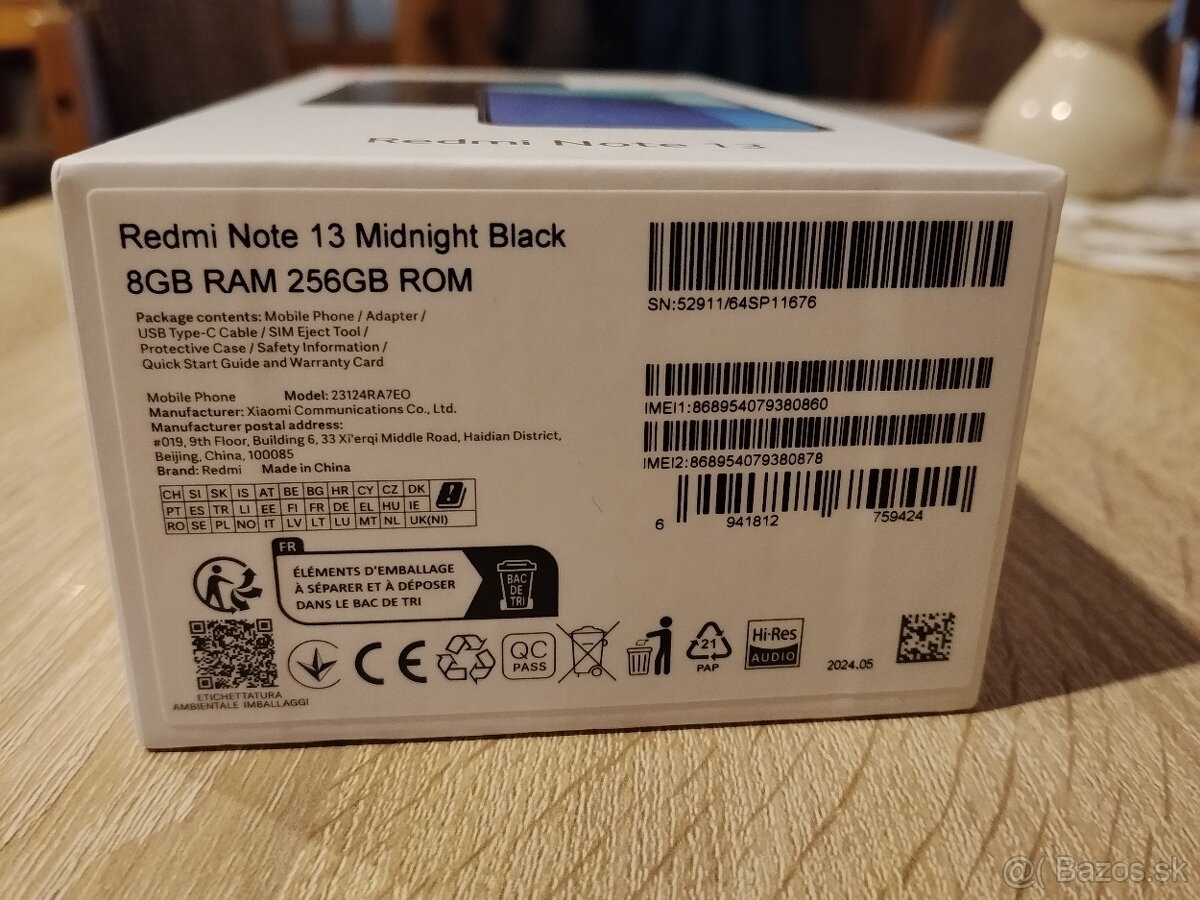 Redmi Note 13
Redmi Note 13 Midnight Black
8GB RAM 256GB ROM
Package contents: Mobile Phone / Adapter /
USB Type-C Cable / SIM Eject Tool /
Protective Case / Safety Information /
Quick Start Guide and Warranty Card
Mobile Phone Model: 23124RA7EO
Manufacturer: Xiaomi Communications Co., Ltd.
Manufacturer postal address:
#019, 9th Floor, Building 6, 33 Xi'erqi Middle Road, Haidian District,
Beijing, China, 100085
Brand: Redmi Made in China
CH SI SK IS AT BE BG HR CY CZ DK
PT ES TR LI EE FI FR DE EL HU IE
RO SE PL NO IT LV LT LU MT NL UK(NI)
FR
ÉLÉMENTS D'EMBALLAGE
À SÉPARER ET À DÉPOSER
DANS LE BAC DE TRI
BAC
DE
TRI
ETICHETTATURA
AMBIENTALE IMBALLAGGI
CE
QC
PASS
21
PAP
Hi-Res
AUDIO
2024.05
SN:52911/64SP11676
IMEI1:868954079380860
IMEI2:868954079380878
6 941812 759424
@( Bazos.sk